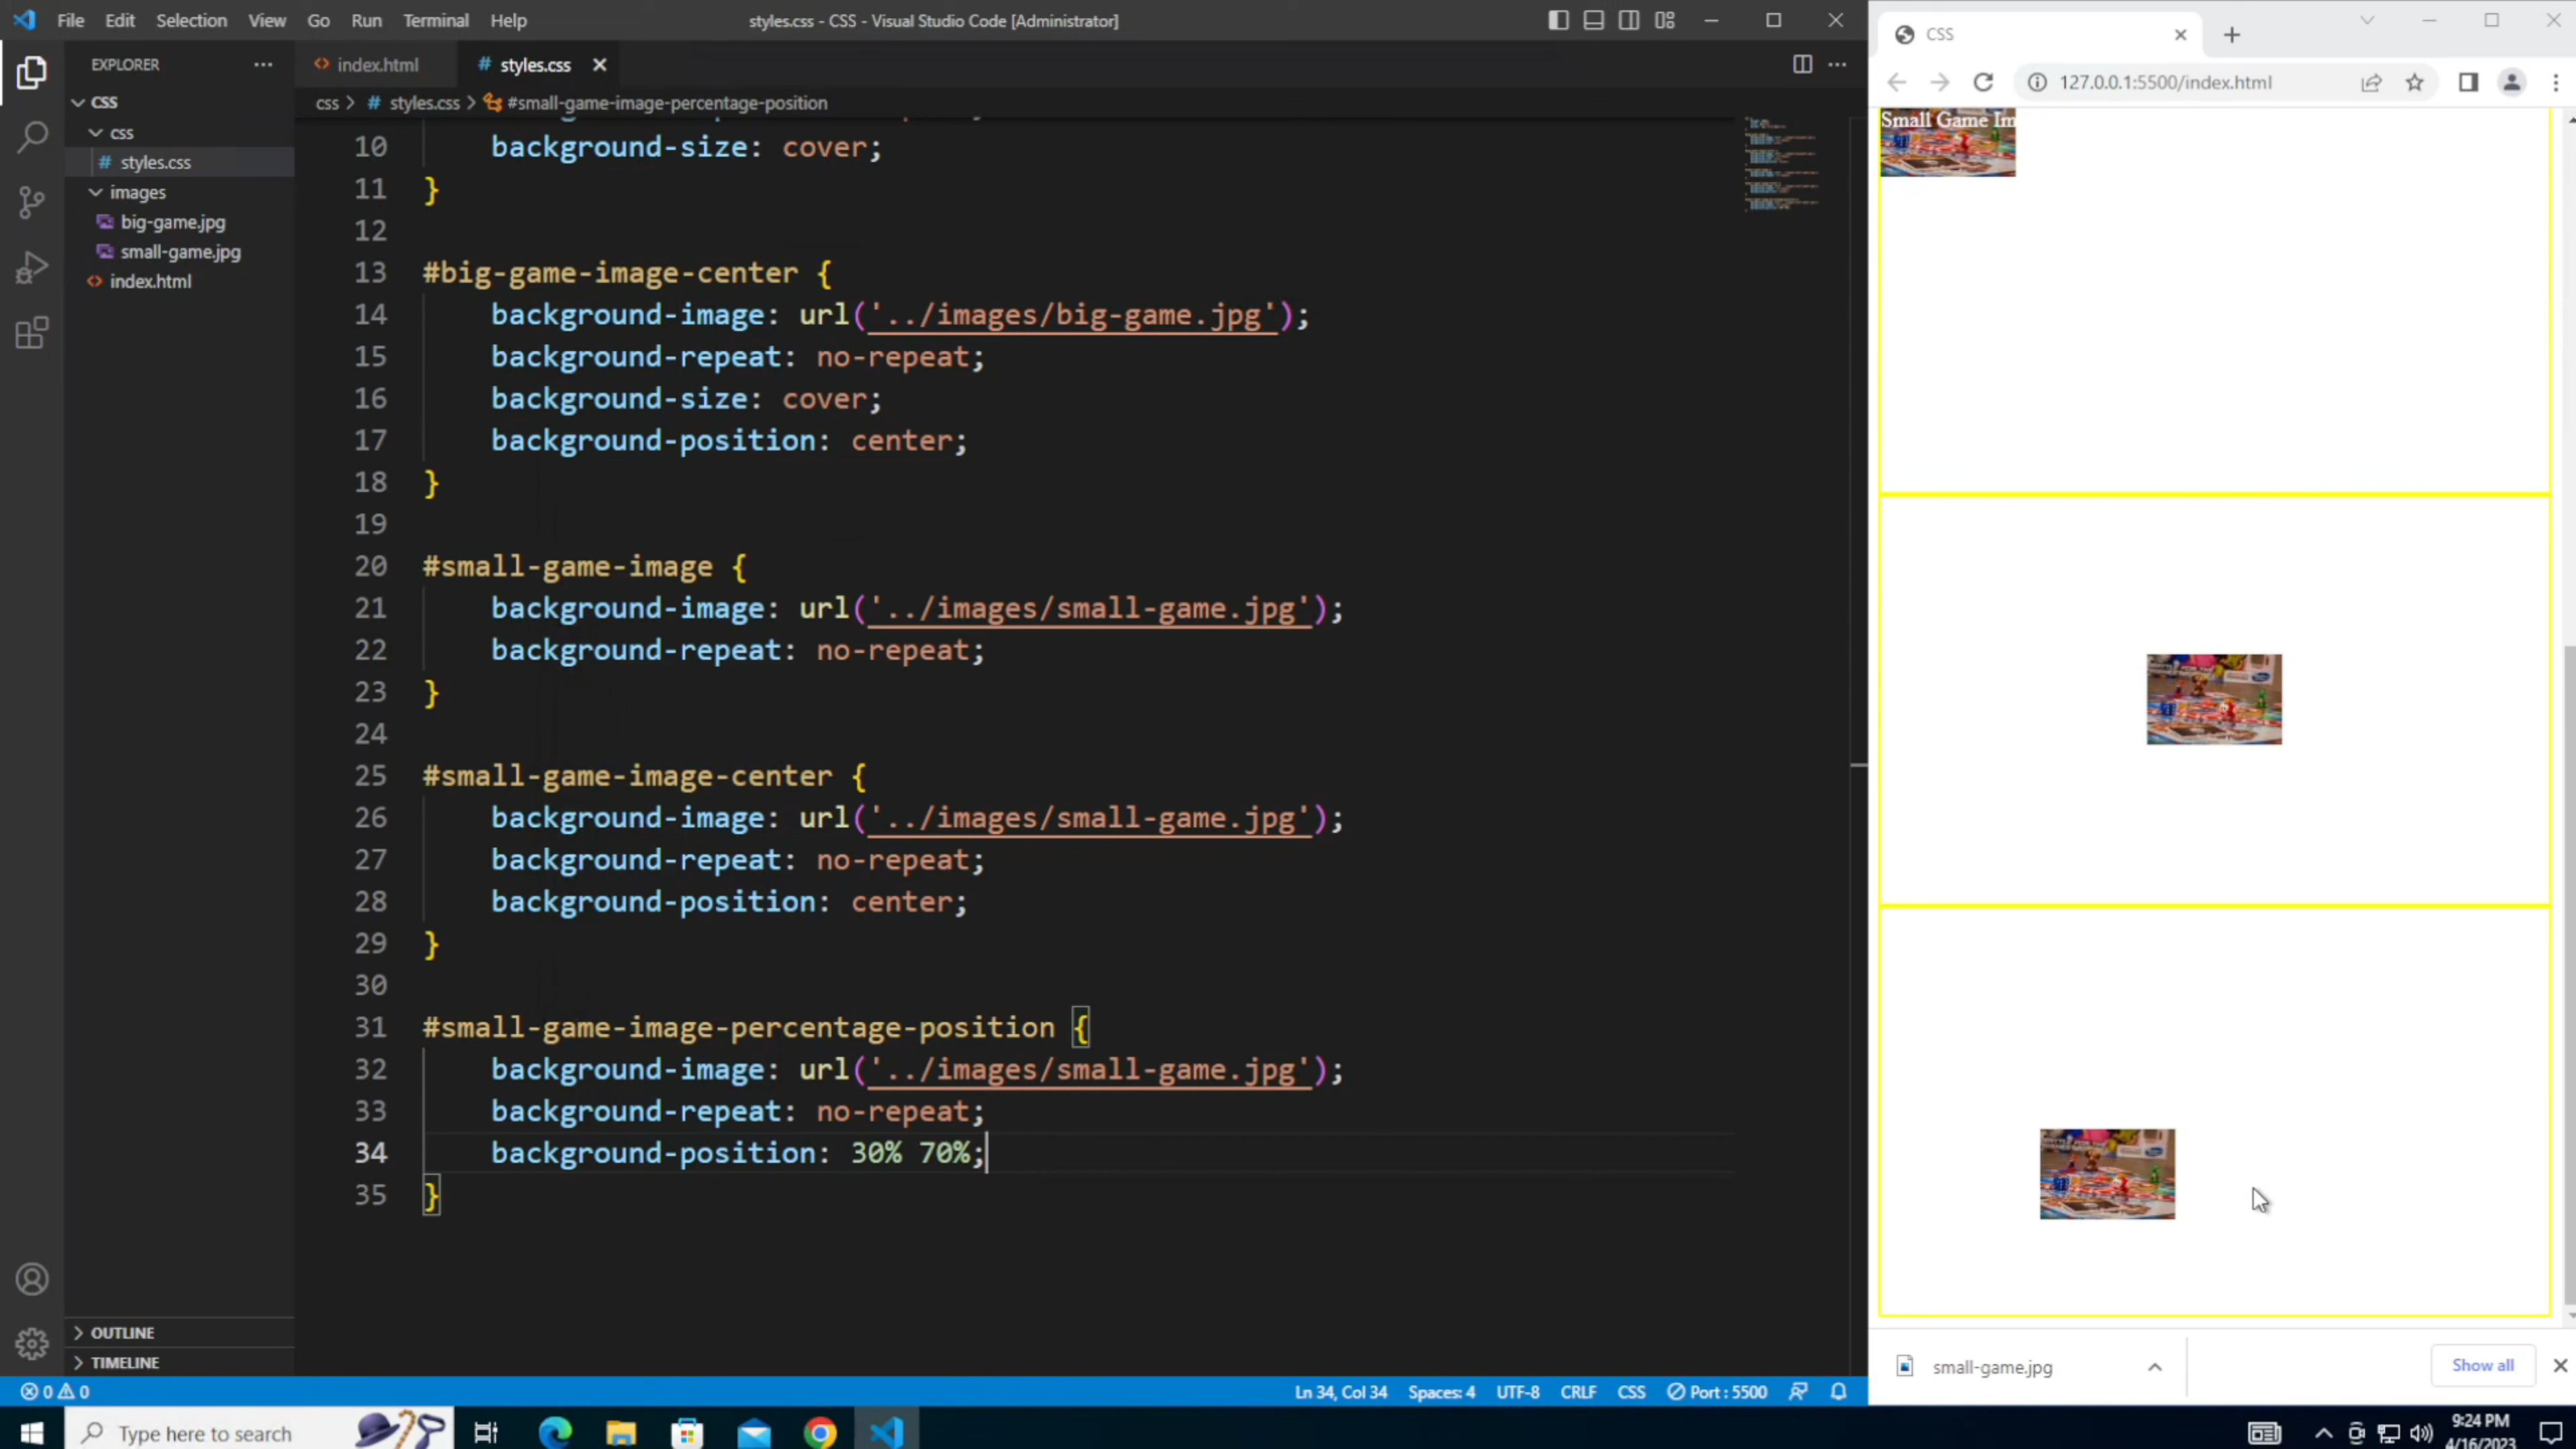 File Edit Selection View Go Run Terminal Help
styles.css - CSS - Visual Studio Code [Administrator]
EXPLORER
CSS
css
styles.css
images
big-game.jpg
small-game.jpg
index.html
OUTLINE
TIMELINE
index.html
# styles.css
css > # styles.css > #small-game-image-percentage-position
10 background-size: cover;
11 }
12
13 #big-game-image-center {
14 background-image: url('../images/big-game.jpg');
15 background-repeat: no-repeat;
16 background-size: cover;
17 background-position: center;
18 }
19
20 #small-game-image {
21 background-image: url('../images/small-game.jpg');
22 background-repeat: no-repeat;
23 }
24
25 #small-game-image-center {
26 background-image: url('../images/small-game.jpg');
27 background-repeat: no-repeat;
28 background-position: center;
29 }
30
31 #small-game-image-percentage-position {
32 background-image: url('../images/small-game.jpg');
33 background-repeat: no-repeat;
34 background-position: 30% 70%;
35 }
0 0
Ln 34, Col 34 Spaces: 4 UTF-8 CRLF CSS Port : 5500
CSS
127.0.0.1:5500/index.html
Small Game Im
small-game.jpg
Show all
Type here to search
9:24 PM
4/16/2023